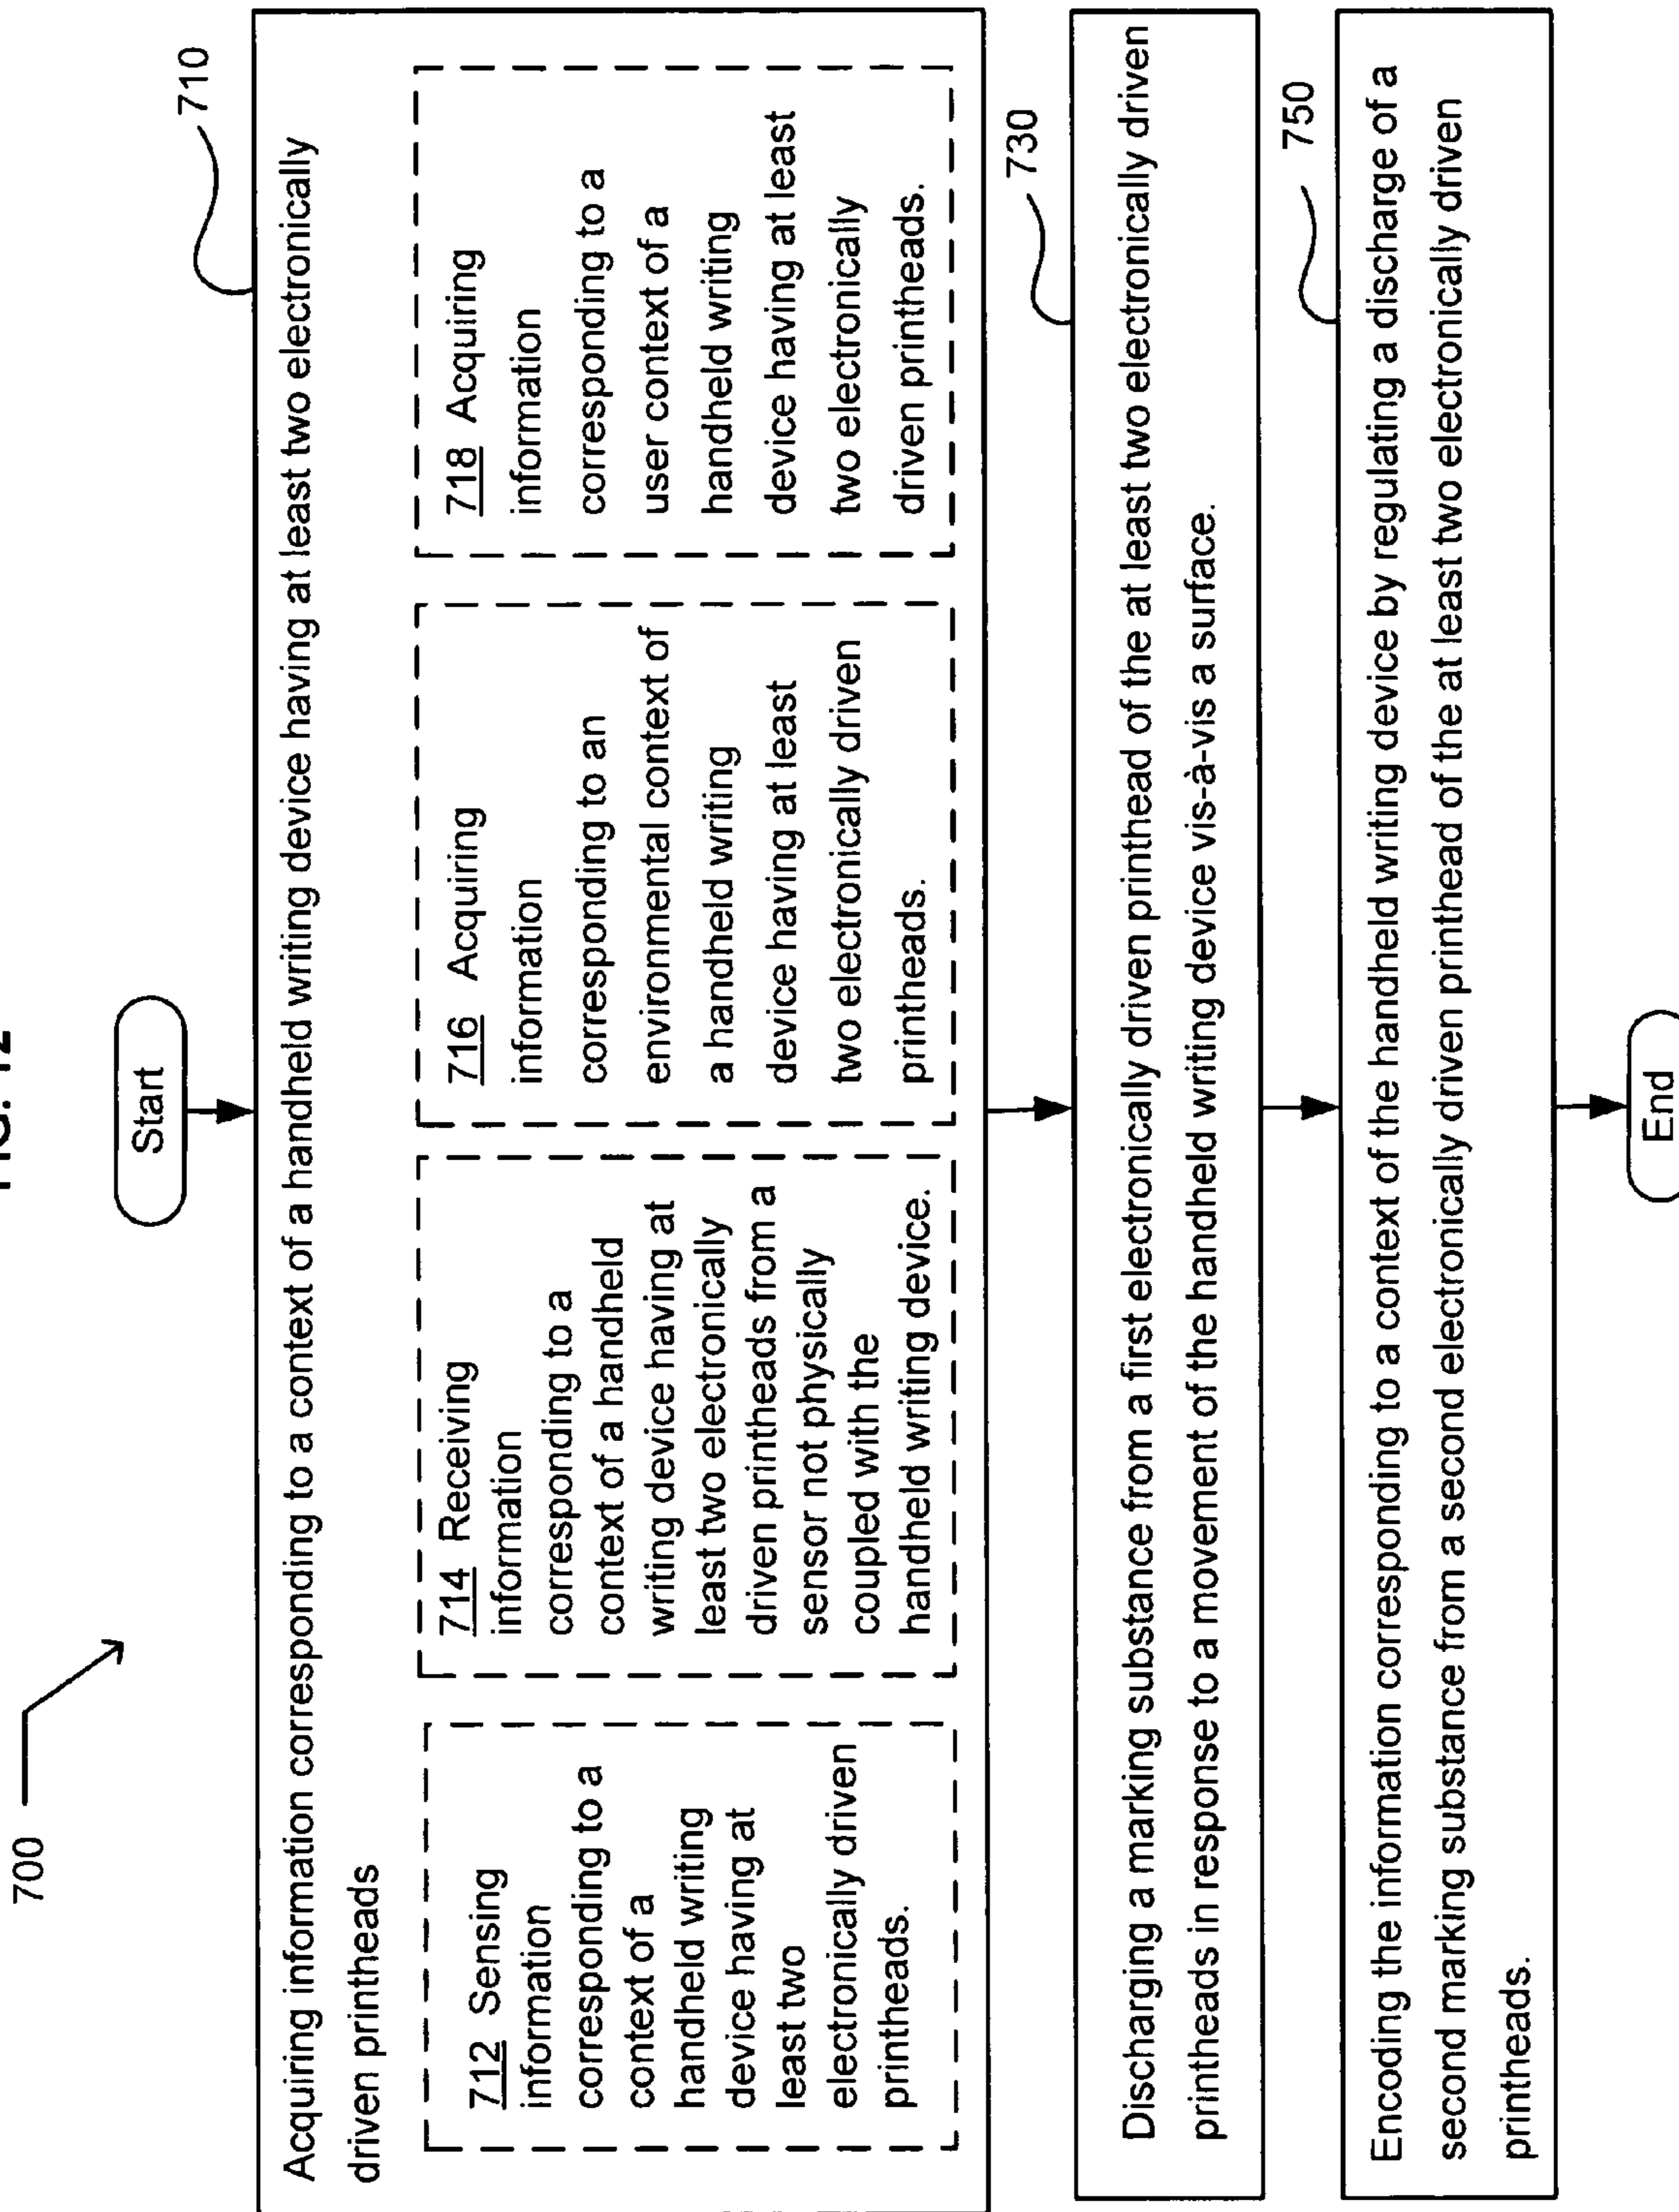 FIG. 12
700
Start
710
Acquiring information corresponding to a context of a handheld writing device having at least two electronically
driven printheads
712 Sensing
information
corresponding to a
context of a
handheld writing
device having at
least two
electronically driven
printheads.
714 Receiving
information
corresponding to a
context of a handheld
writing device having at
least two electronically
driven printheads from a
sensor not physically
coupled with the
handheld writing device.
716 Acquiring
information
corresponding to an
environmental context of
a handheld writing
device having at least
two electronically driven
printheads.
718 Acquiring
information
corresponding to a
user context of a
handheld writing
device having at least
two electronically
driven printheads.
730
Discharging a marking substance from a first electronically driven printhead of the at least two electronically driven
printheads in response to a movement of the handheld writing device vis-à-vis a surface.
750
Encoding the information corresponding to a context of the handheld writing device by regulating a discharge of a
second marking substance from a second electronically driven printhead of the at least two electronically driven
printheads.
End